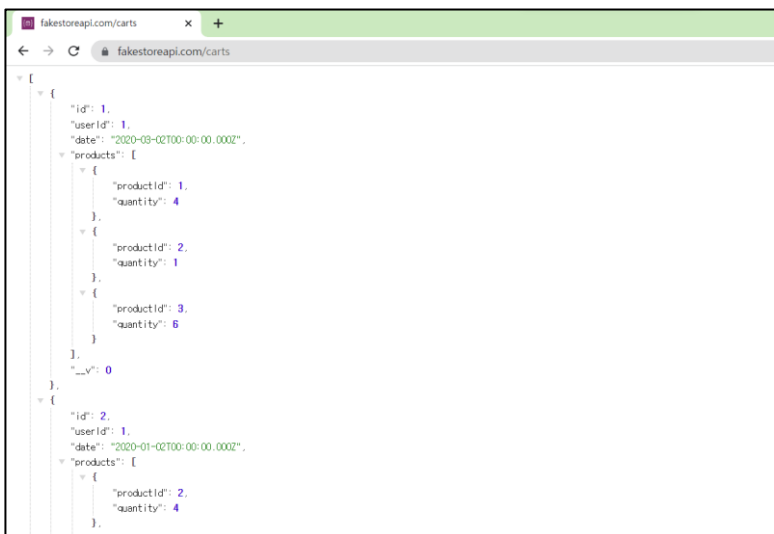 fakestoreapi.com/carts
fakestoreapi.com/carts
[
{
"id": 1,
"userId": 1,
"date": "2020-03-02T00:00:00.000Z",
"products": [
{
"productId": 1,
"quantity": 4
},
{
"productId": 2,
"quantity": 1
},
{
"productId": 3,
"quantity": 6
}
],
"__v": 0
},
{
"id": 2,
"userId": 1,
"date": "2020-01-02T00:00:00.000Z",
"products": [
{
"productId": 2,
"quantity": 4
},